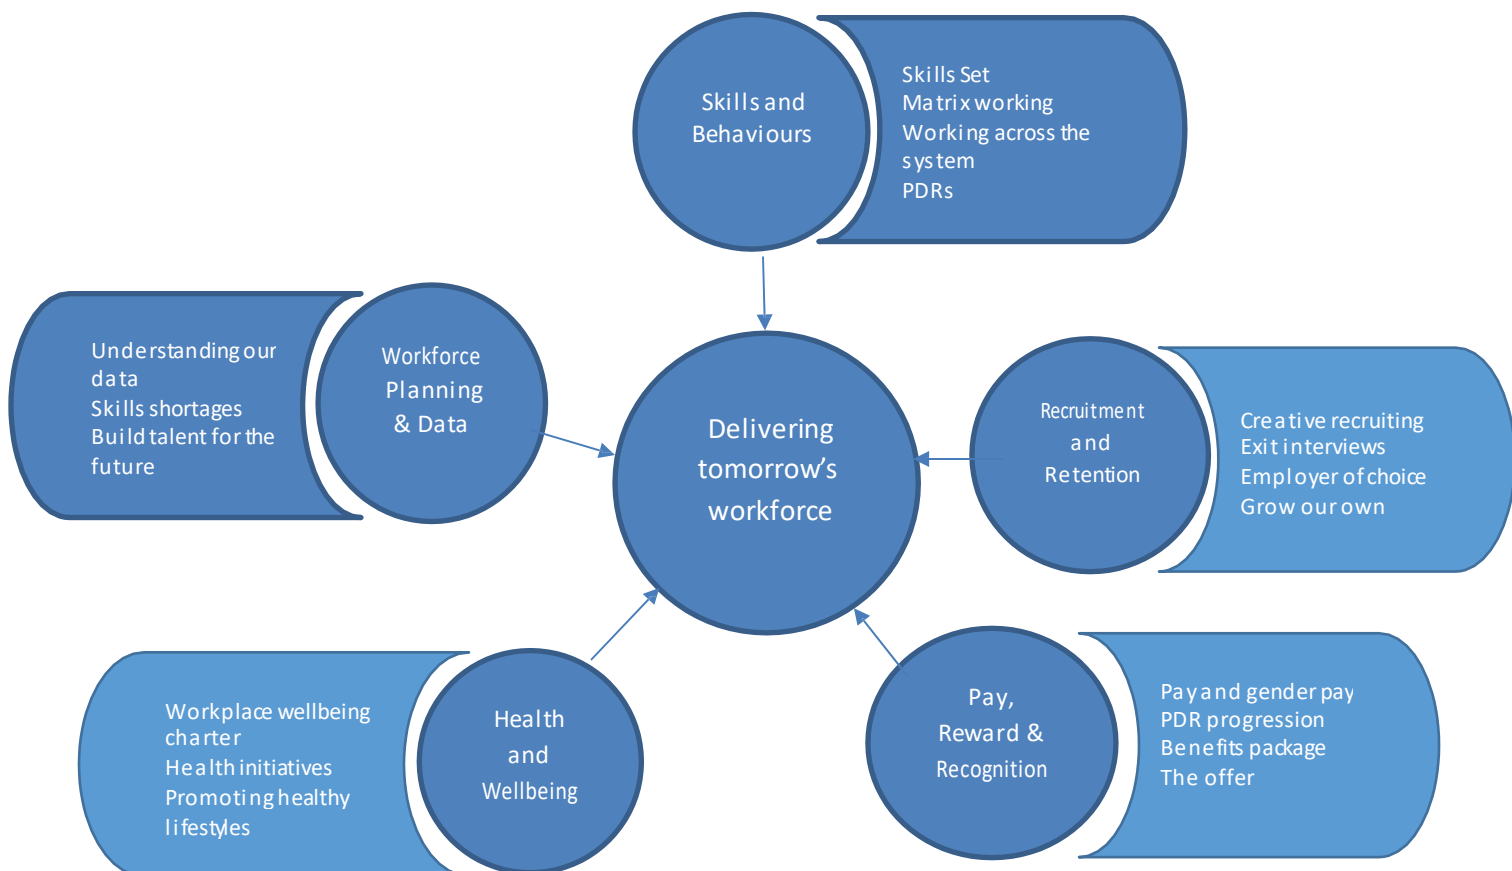 Skills and
Behaviours
Skills Set
Matrix working
Working across the
system
PDRs
Understanding our
data
Skills shortages
Build talent for the
future
Workforce
Planning
& Data
Delivering
tomorrow’s
workforce
Recruitment
and
Retention
Creative recruiting
Exit interviews
Employer of choice
Grow our own
Workplace wellbeing
charter
Health initiatives
Promoting healthy
lifestyles
Health
and
Wellbeing
Pay,
Reward &
Recognition
Pay and gender pay
PDR progression
Benefits package
The offer